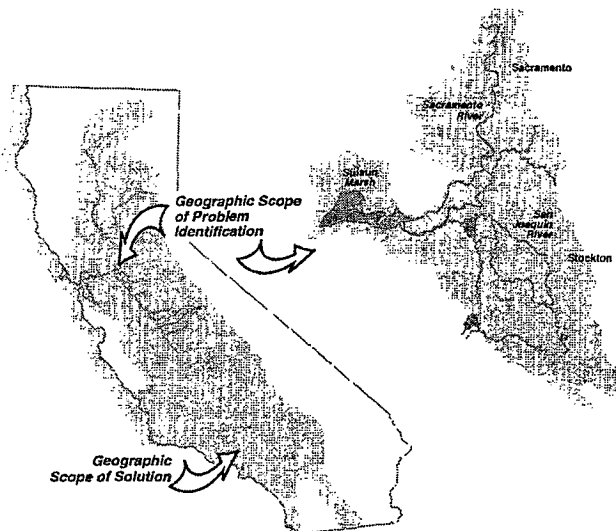 Sacramento
Sacramento
River
Suisun
Marsh
Geographic Scope
of Problem
Identification
San
Joaquin
River
Stockton
Geographic
Scope of Solution